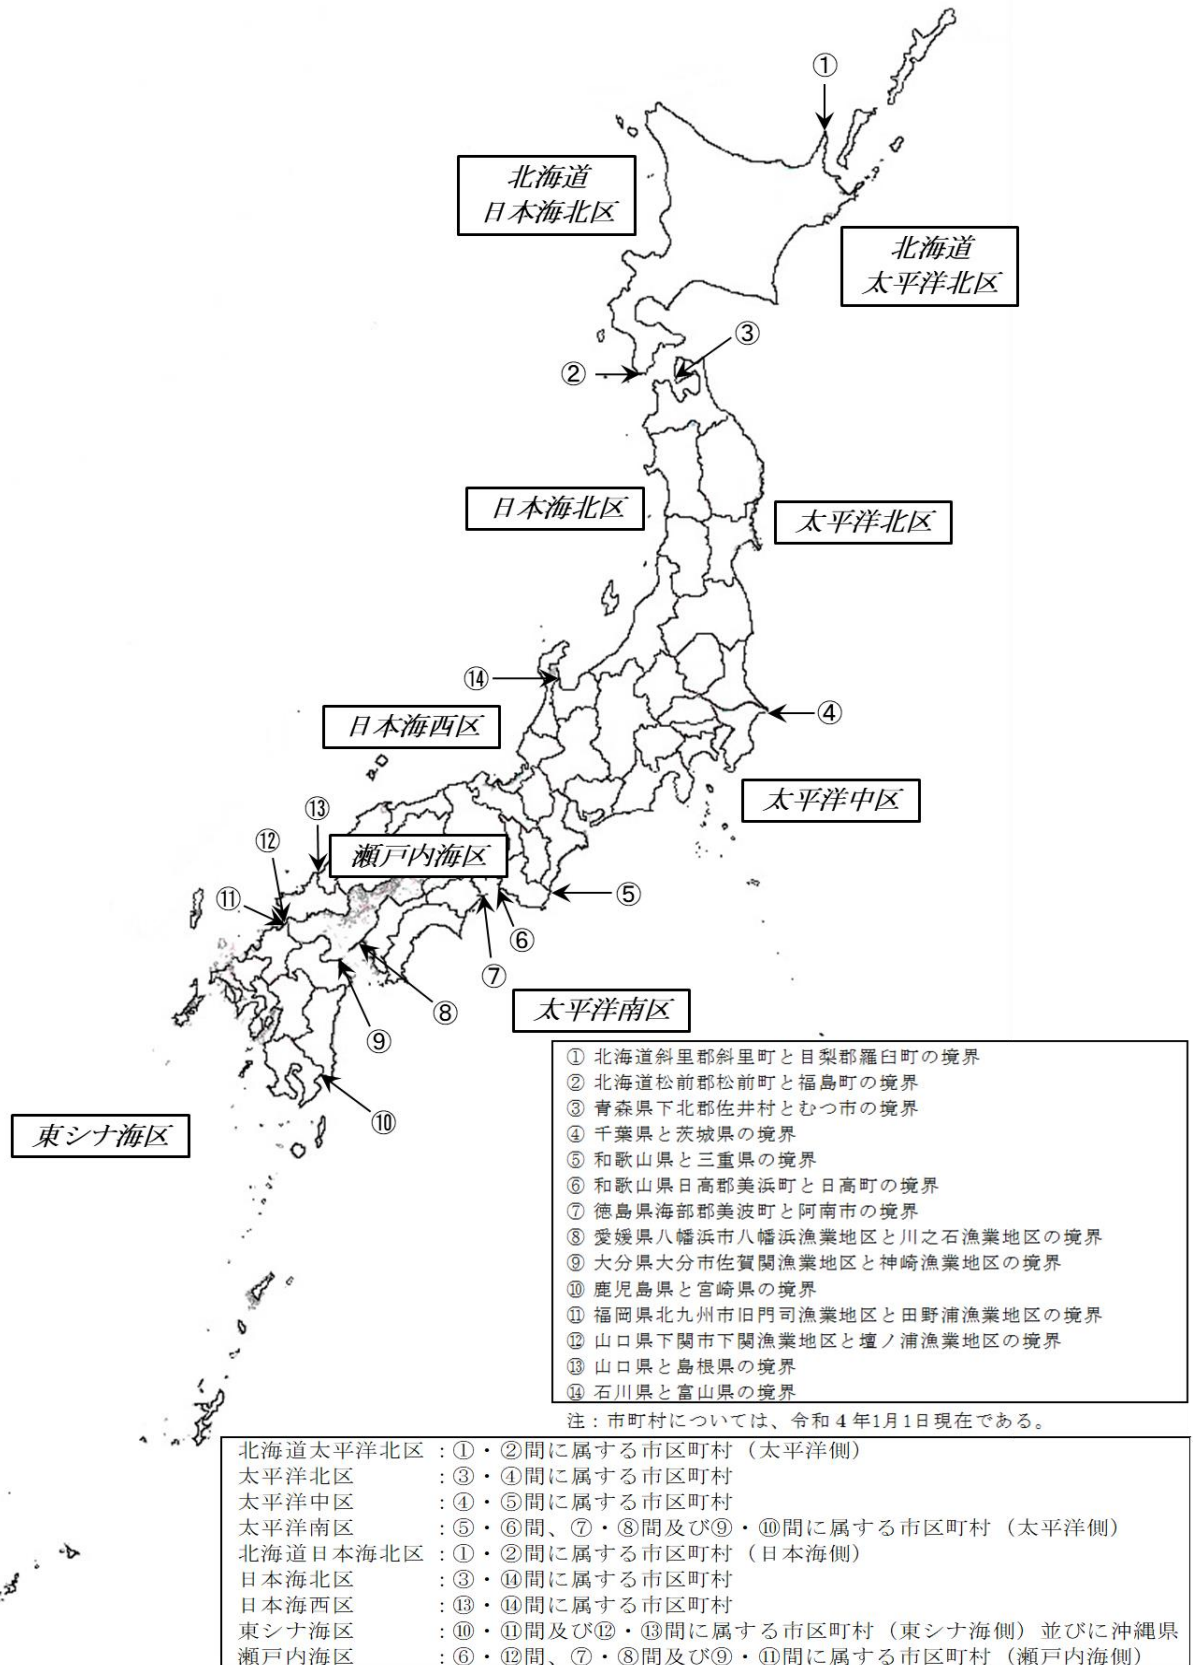 ①
北海道
日本海北区
北海道
太平洋北区
③
②
日本海北区
太平洋北区
⑭
④
日本海西区
太平洋中区
⑬
⑫
瀬戸内海区
⑪
⑤
⑥
⑦
太平洋南区
⑧
⑨
⑩
東シナ海区
① 北海道斜里郡斜里町と目梨郡羅臼町の境界
② 北海道松前郡松前町と福島町の境界
③ 青森県下北郡佐井村とむつ市の境界
④ 千葉県と茨城県の境界
⑤ 和歌山県と三重県の境界
⑥ 和歌山県日高郡美浜町と日高町の境界
⑦ 徳島県海部郡美波町と阿南市の境界
⑧ 愛媛県八幡浜市八幡浜漁業地区と川之石漁業地区の境界
⑨ 大分県大分市佐賀関漁業地区と神崎漁業地区の境界
⑩ 鹿児島県と宮崎県の境界
⑪ 福岡県北九州市旧門司漁業地区と田野浦漁業地区の境界
⑫ 山口県下関市下関漁業地区と壇ノ浦漁業地区の境界
⑬ 山口県と島根県の境界
⑭ 石川県と富山県の境界
注：市町村については、令和４年1月1日現在である。
北海道太平洋北区：①・②間に属する市区町村（太平洋側）
太平洋北区：③・④間に属する市区町村
太平洋中区：④・⑤間に属する市区町村
太平洋南区：⑤・⑥間、⑦・⑧間及び⑨・⑩間に属する市区町村（太平洋側）
北海道日本海北区：①・②間に属する市区町村（日本海側）
日本海北区：③・⑭間に属する市区町村
日本海西区：⑬・⑭間に属する市区町村
東シナ海区：⑩・⑪間及び⑫・⑬間に属する市区町村（東シナ海側）並びに沖縄県
瀬戸内海区：⑥・⑫間、⑦・⑧間及び⑨・⑪間に属する市区町村（瀬戸内海側）